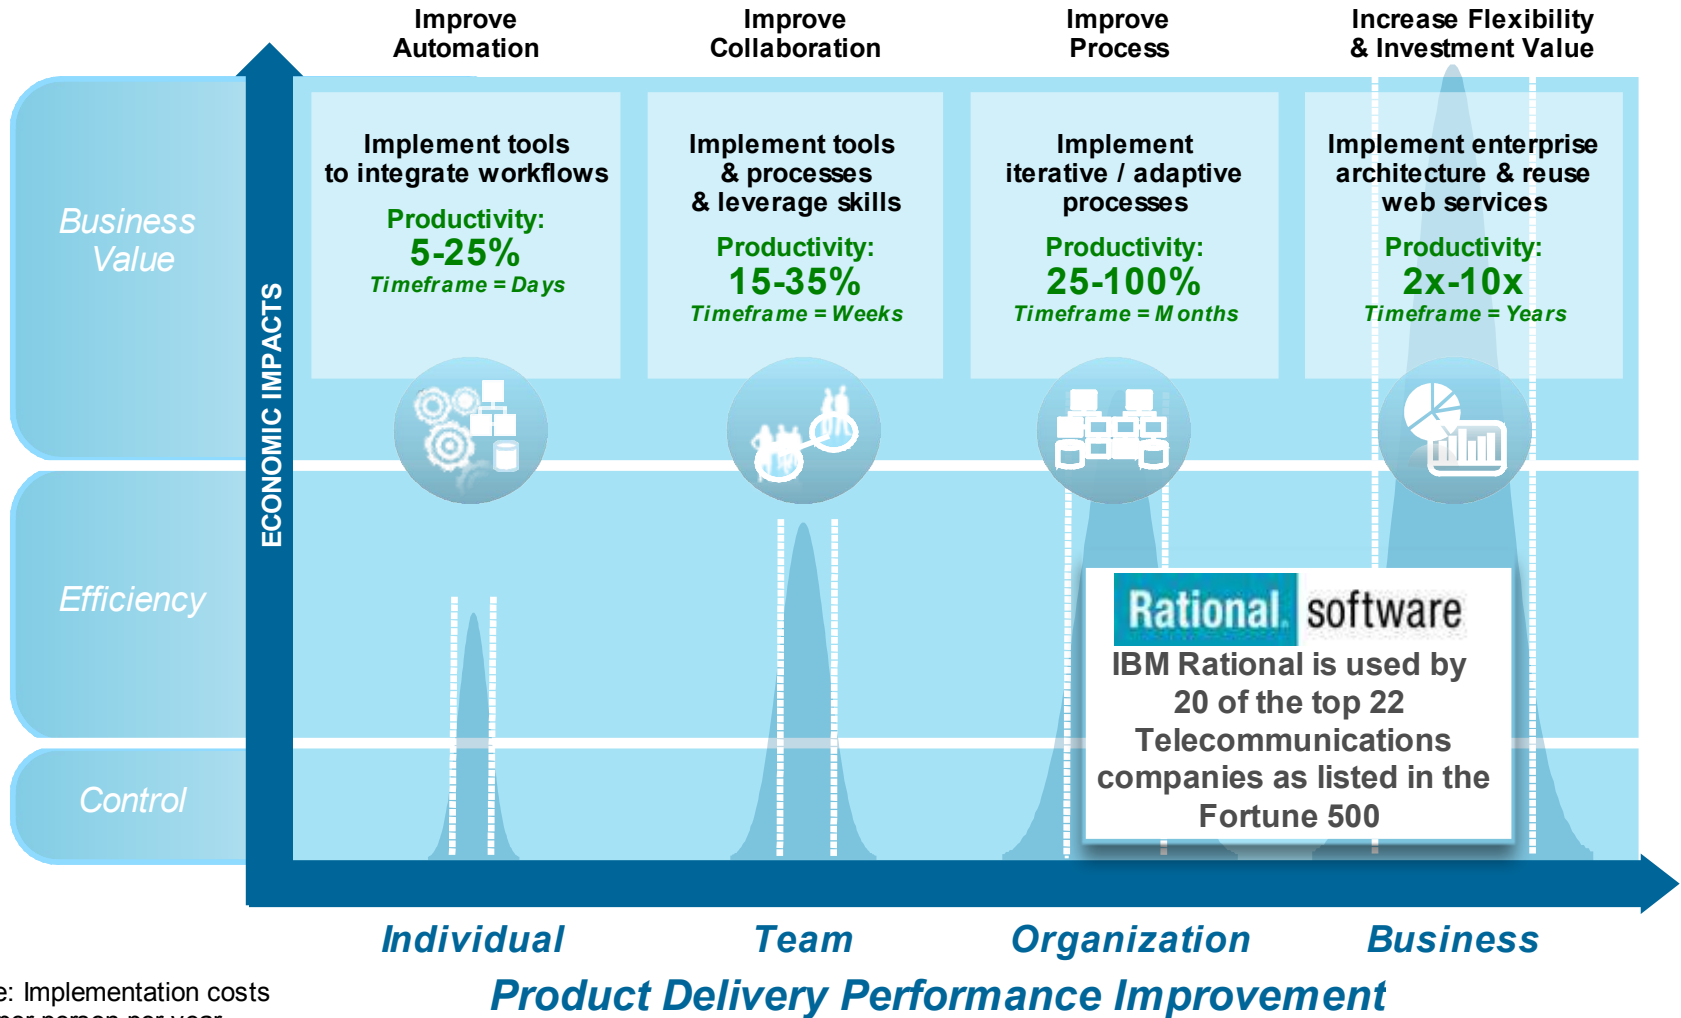 Improve
Automation
Improve
Collaboration
Improve
Process
Increase Flexibility
& Investment Value
Business
Value
Efficiency
Control
ECONOMIC IMPACTS
Implement tools
to integrate workflows
Productivity:
5-25%
Timeframe = Days
Implement tools
& processes
& leverage skills
Productivity:
15-35%
Timeframe = Weeks
Implement
iterative / adaptive
processes
Productivity:
25-100%
Timeframe = Months
Implement enterprise
architecture & reuse
web services
Productivity:
2x-10x
Timeframe = Years
Rational. software
IBM Rational is used by
20 of the top 22
Telecommunications
companies as listed in the
Fortune 500
Individual
Team
Organization
Business
Product Delivery Performance Improvement
e: Implementation costs
per person per year